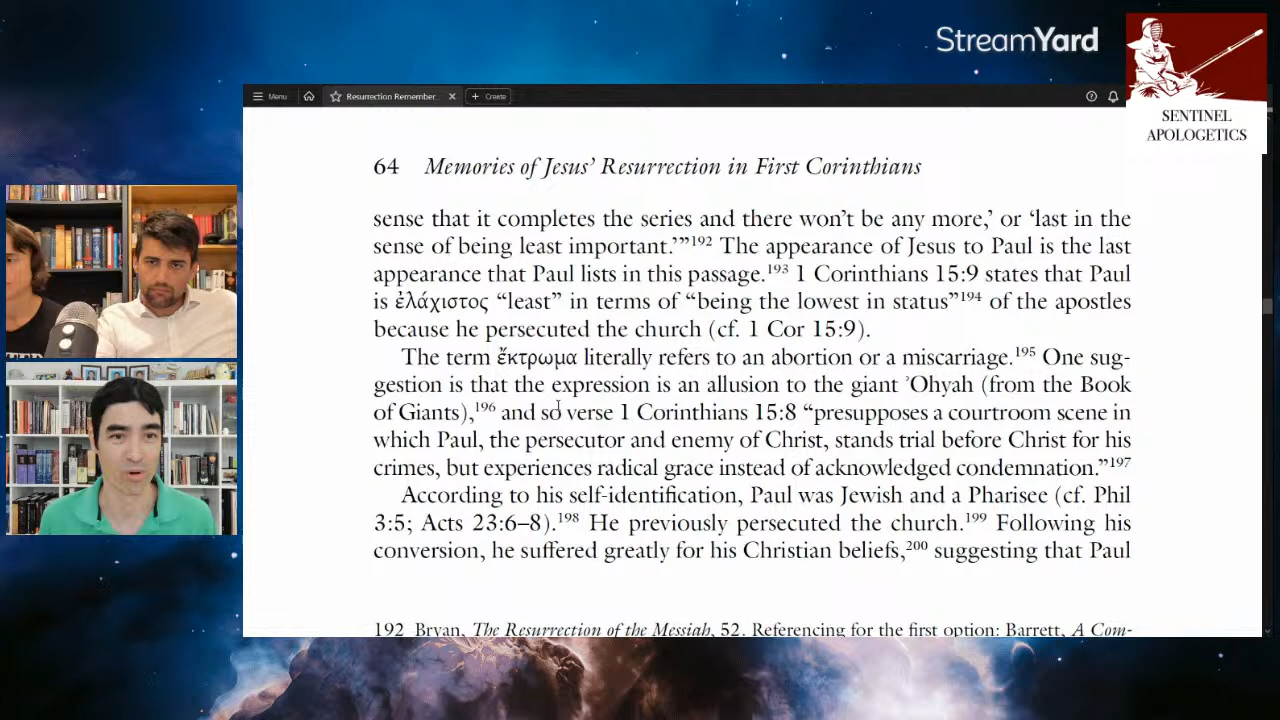 StreamYard
SENTINEL
APOLOGETICS
Menu
Resurrection Remember
Create
64 Memories of Jesus’ Resurrection in First Corinthians
sense that it completes the series and there won’t be any more,’ or ‘last in the
sense of being least important.’”192 The appearance of Jesus to Paul is the last
appearance that Paul lists in this passage.193 1 Corinthians 15:9 states that Paul
is ἐλάχιστος “least” in terms of “being the lowest in status”194 of the apostles
because he persecuted the church (cf. 1 Cor 15:9).
The term ἔκτρωμα literally refers to an abortion or a miscarriage.195 One sug-
gestion is that the expression is an allusion to the giant ʾOhyah (from the Book
of Giants),196 and so verse 1 Corinthians 15:8 “presupposes a courtroom scene in
which Paul, the persecutor and enemy of Christ, stands trial before Christ for his
crimes, but experiences radical grace instead of acknowledged condemnation.”197
According to his self-identification, Paul was Jewish and a Pharisee (cf. Phil
3:5; Acts 23:6–8).198 He previously persecuted the church.199 Following his
conversion, he suffered greatly for his Christian beliefs,200 suggesting that Paul
192 Bryan, The Resurrection of the Messiah, 52. Referencing for the first option: Barrett, A Com-